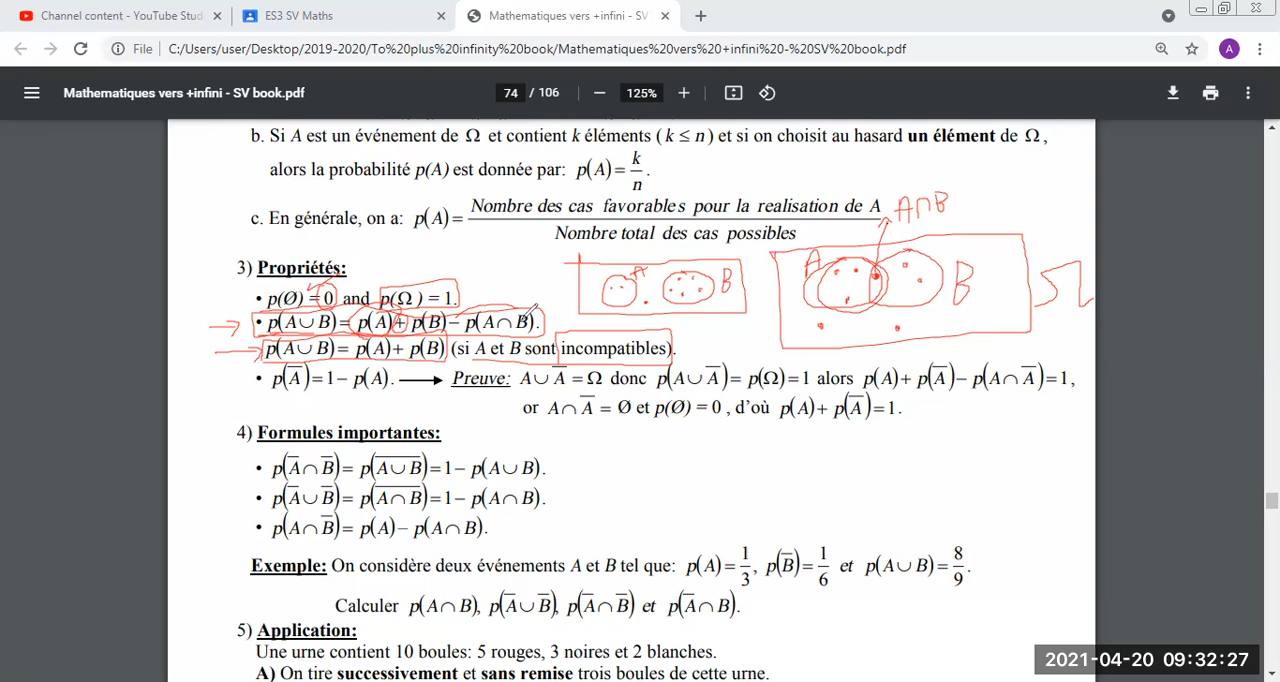 Channel content - YouTube Stud
ES3 SV Maths
Mathematiques vers +infini - SV
File C:/Users/user/Desktop/2019-2020/To%20plus%20infinity%20book/Mathematiques%20vers%20+infini%20-%20SV%20book.pdf A
Mathematiques vers +infini - SV book.pdf 74 / 106 125%
b. Si A est un événement de Ω et contient k éléments ( k ≤ n) et si on choisit au hasard un élément de Ω,
alors la probabilité p(A) est donnée par: p(A) = k/n.
c. En générale, on a: p(A) = Nombre des cas favorables pour la realisation de A / Nombre total des cas possibles
A∩B
3) Propriétés:
A B
A B Ω
• p(Ø) = 0 and p(Ω) = 1.
• p(A∪B) = p(A) + p(B) − p(A∩B).
p(A∪B) = p(A) + p(B) (si A et B sont incompatibles).
• p(A̅) = 1 − p(A). → Preuve: A∪A̅ = Ω donc p(A∪A̅) = p(Ω) = 1 alors p(A) + p(A̅) − p(A∩A̅) = 1,
or A∩A̅ = Ø et p(Ø) = 0 , d’où p(A) + p(A̅) = 1.
4) Formules importantes:
• p(A̅∩B̅) = p(A̅∪̅B̅) = 1 − p(A∪B).
• p(A̅∪B̅) = p(A̅∩̅B̅) = 1 − p(A∩B).
• p(A∩B̅) = p(A) − p(A∩B).
Exemple: On considère deux événements A et B tel que: p(A) = 1/3, p(B̅) = 1/6 et p(A∪B) = 8/9.
Calculer p(A∩B), p(A̅∪B̅), p(A̅∩B̅) et p(A̅∩B).
5) Application:
Une urne contient 10 boules: 5 rouges, 3 noires et 2 blanches.
A) On tire successivement et sans remise trois boules de cette urne.
2021-04-20 09:32:27